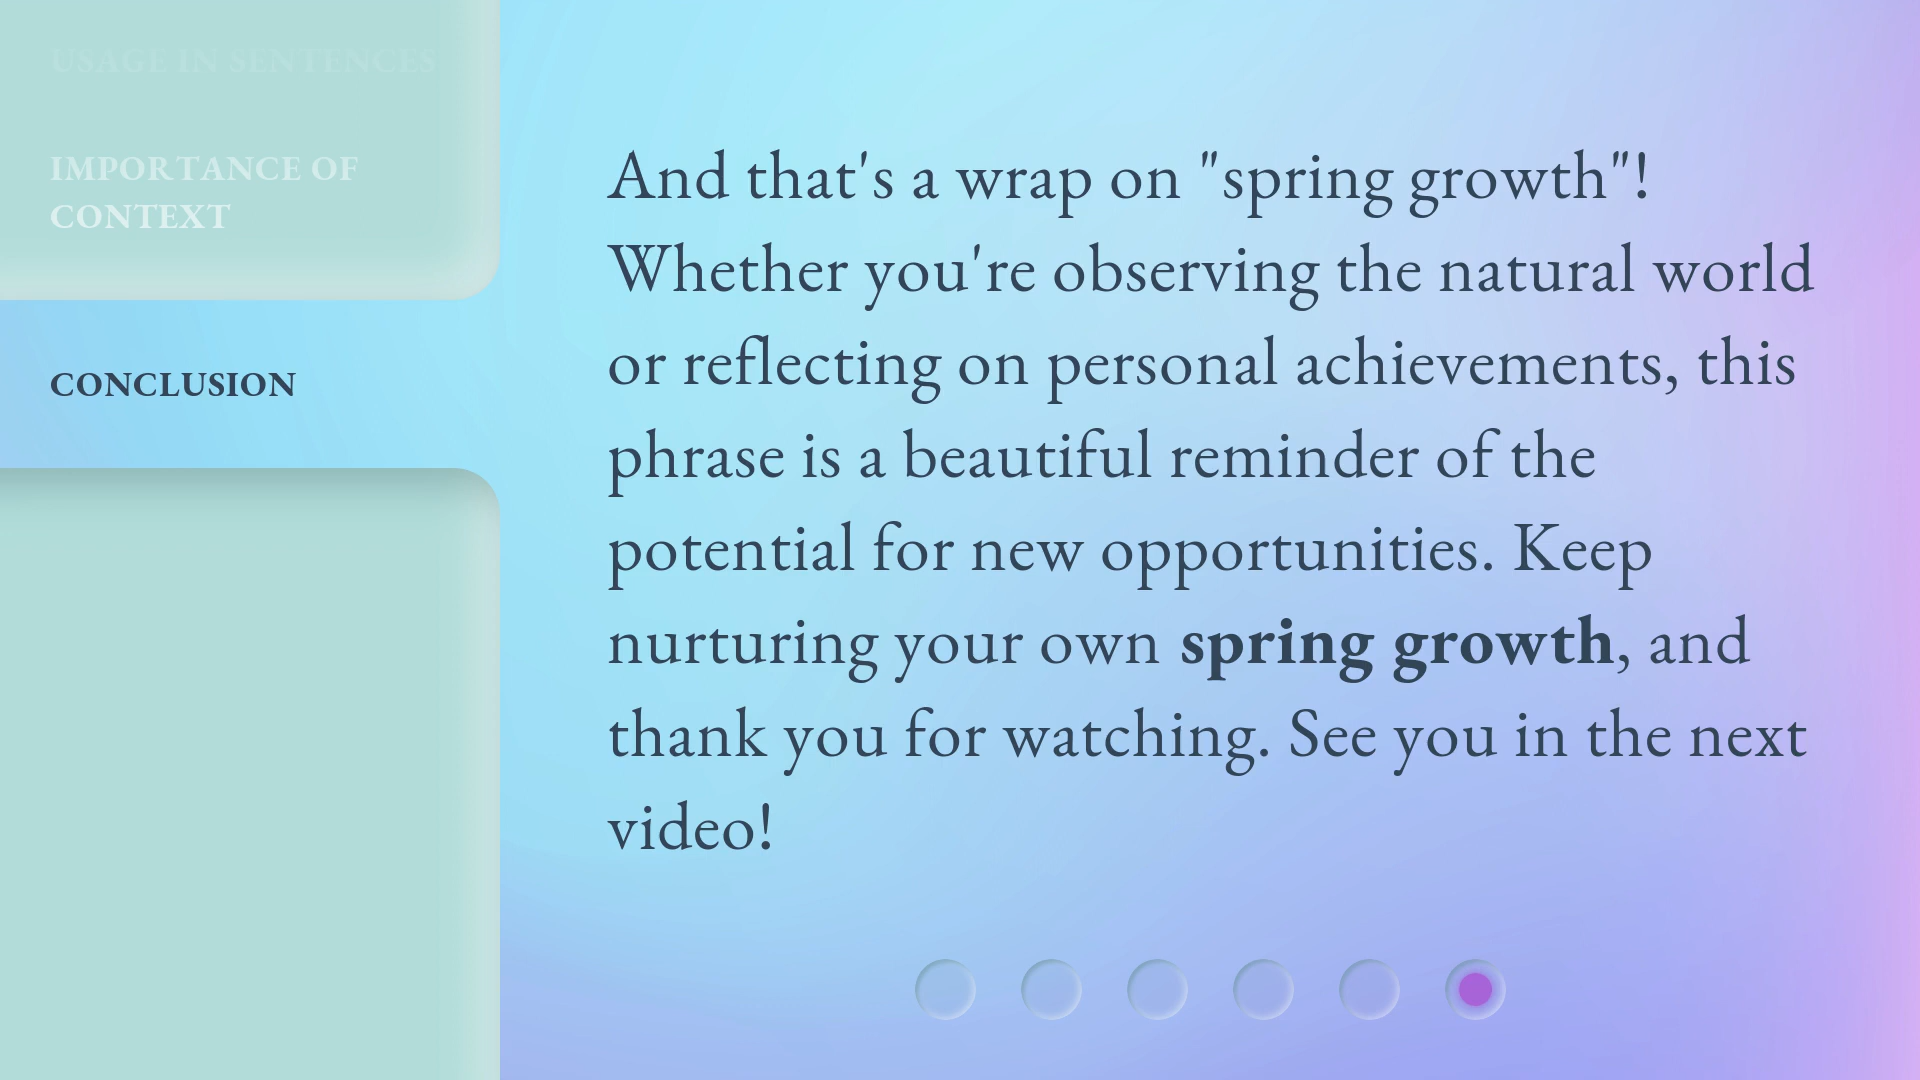 USAGE IN SENTENCES
IMPORTANCE OF
CONTEXT
CONCLUSION
And that's a wrap on "spring growth"!
Whether you're observing the natural world
or reflecting on personal achievements, this
phrase is a beautiful reminder of the
potential for new opportunities. Keep
nurturing your own spring growth, and
thank you for watching. See you in the next
video!